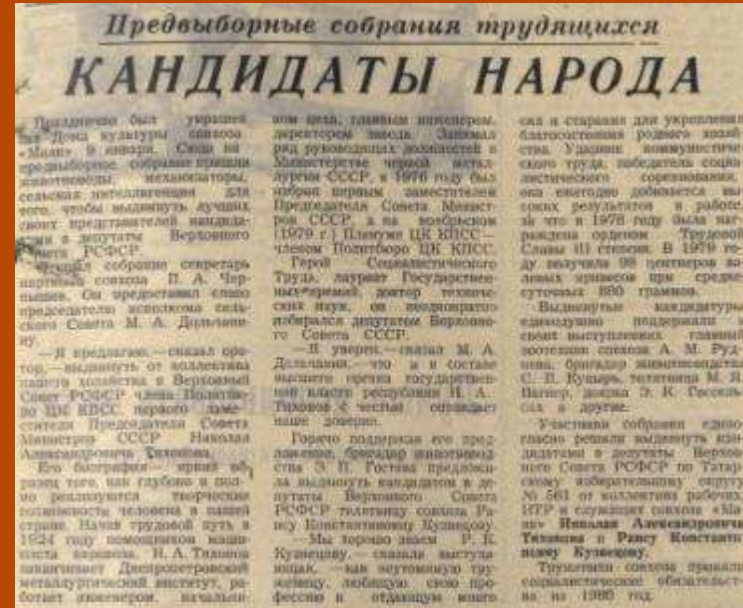 Предвыборные собрания трудящихся
КАНДИДАТЫ НАРОДА
Празднично был украшен
зал Дома культуры совхоза
«Маяк» 9 января. Сюда на
предвыборное собрание пришли
животноводы, механизаторы,
сельская интеллигенция для
того, чтобы выдвинуть лучших
своих представителей кандида-
тами в депутаты Верховного
Совета РСФСР.
Открыл собрание секретарь
парткома совхоза П. А. Чер-
нышев. Он предоставил слово
председателю исполкома сель-
ского Совета М. А. Дольчани-
ну.
—Я предлагаю,—сказал ора-
тор,—выдвинуть от коллектива
нашего хозяйства в Верховный
Совет РСФСР члена Политбю-
ро ЦК КПСС, первого заме-
стителя Председателя Совета
Министров СССР Николая
Александровича Тихонова.
Его биография— яркий об-
разец того, как глубоко и пол-
но реализуются творческие
возможности человека в нашей
стране. Начав трудовой путь в
1924 году помощником маши-
ниста паровоза, Н. А. Тихонов
заканчивает Днепропетровский
металлургический институт, ра-
ботает инженером, начальни-
ком цеха, главным инженером,
директором завода. Занимал
ряд руководящих должностей в
Министерстве черной метал-
лургии СССР, в 1976 году был
избран первым заместителем
Председателя Совета Минист-
ров СССР, а на ноябрьском
(1979 г.) Пленуме ЦК КПСС—
членом Политбюро ЦК КПСС.
Герой Социалистического
Труда, лауреат Государствен-
ных премий, доктор техниче-
ских наук, он неоднократно
избирался депутатом Верховно-
го Совета СССР.
—Я уверен,—сказал М. А.
Дольчанин,—что и в составе
высшего органа государствен-
ной власти республики Н. А.
Тихонов с честью оправдает
наше доверие.
Горячо поддержав его пред-
ложение, бригадир животновод-
ства Э. П. Гостева предложи-
ла выдвинуть кандидатом в де-
путаты Верховного Совета
РСФСР телятницу совхоза Ра-
ису Константиновну Кузнецову.
—Мы хорошо знаем Р. К.
Кузнецову,— сказала выступа-
ющая, —как неутомимую тру-
женицу, любящую свою про-
фессию и отдающую много
сил и старания для укрепления
благосостояния родного хозяй-
ства. Ударник коммунистиче-
ского труда, победитель социа-
листического соревнования,
она ежегодно добивается вы-
соких результатов в работе,
за что в 1976 году была наг-
раждена орденом Трудовой
Славы III степени. В 1979 го-
ду получила 98 центнеров ва-
ловых привесов при средне-
суточных 880 граммов.
Выдвинутые кандидатуры
единодушно поддержали в
своих выступлениях главный
зоотехник совхоза А. М. Руд-
нева, бригадир животноводства
С. П. Купырь, телятница М. Я.
Вагнер, доярка Э. К. Гессель-
и другие.
Участники собрания едино-
гласно решили выдвинуть кан-
дидатами в депутаты Верхов-
ного Совета РСФСР по Татар-
скому избирательному округу
№ 561 от коллектива рабочих,
ИТР и служащих совхоза «Ма-
як» Николая Александровича
Тихонова и Раису Константи-
новну Кузнецову.
Труженики совхоза приняли
социалистические обязательст-
ва на 1980 год.